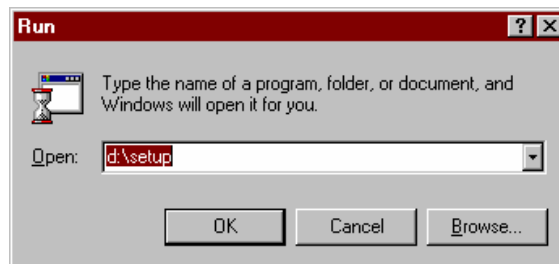 Run
Type the name of a program, folder, or document, and
Windows will open it for you.
Open: d:\setup
OK Cancel Browse...